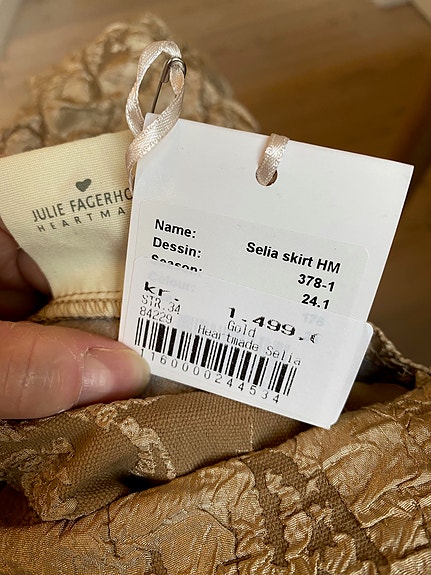 JULIE FAGERHO
HEARTMA
Name: Selia skirt HM
Dessin: 378-1
Season: 24.1
kr. 1.499,
STR.34 Gold
84229 Heartmade Selia
1160000244534